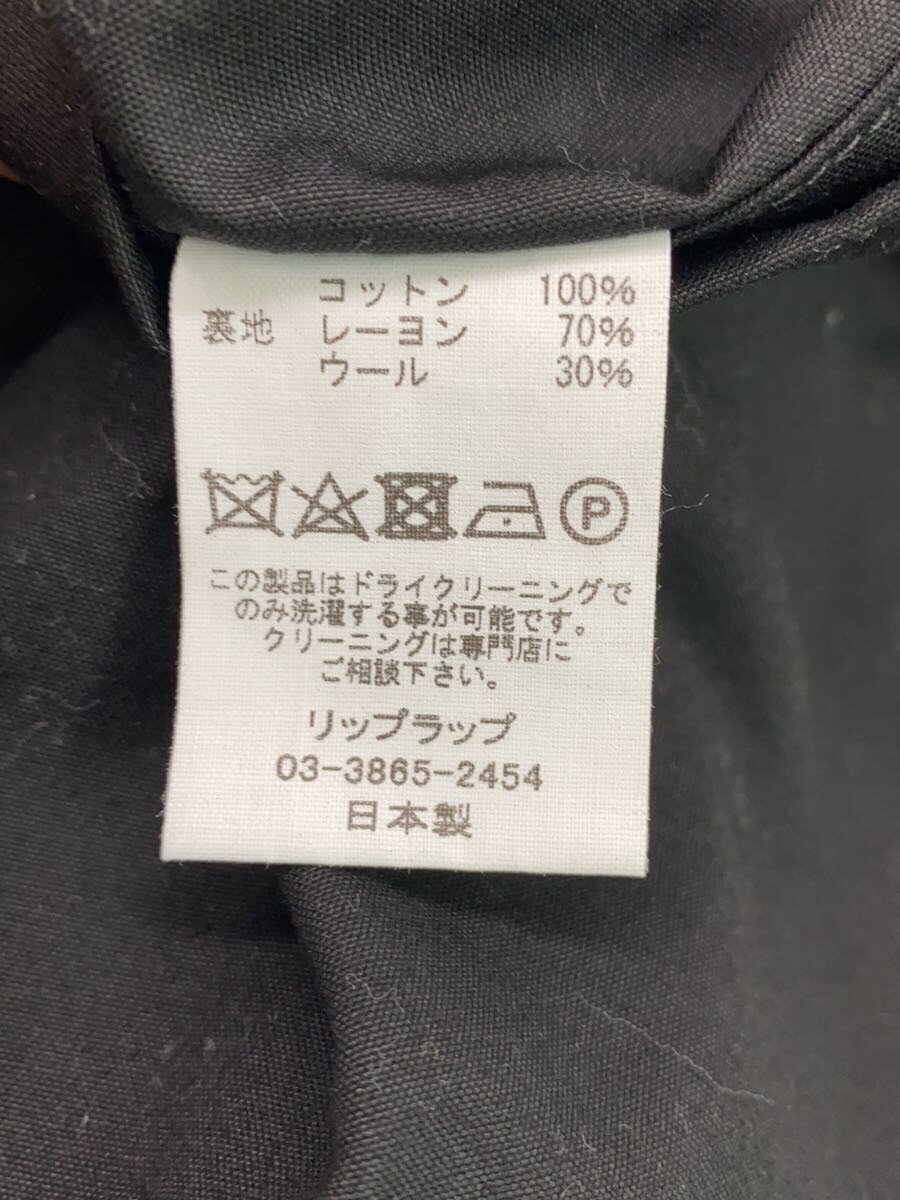 コットン 100%
裏地 レーヨン 70%
ウール 30%
P
この製品はドライクリーニングで
のみ洗濯する事が可能です。
クリーニングは専門店に
ご相談下さい。
リップラップ
03-3865-2454
日本製